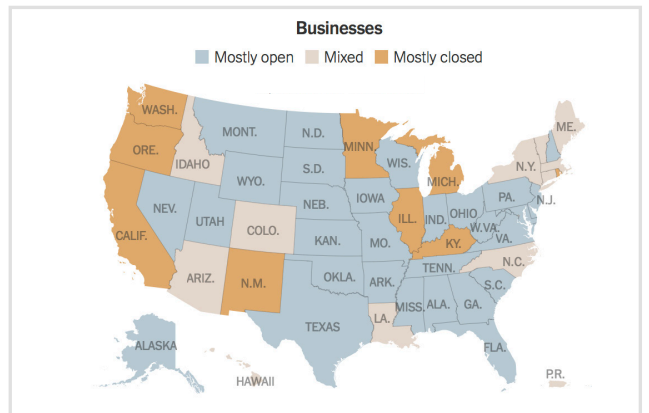 Businesses
Mostly open Mixed Mostly closed
WASH.
MONT.
N.D.
MINN.
ME.
ORE.
IDAHO
S.D.
WIS.
MICH.
N.Y.
WYO.
NEB.
IOWA
PA.
N.J.
NEV.
UTAH
COLO.
ILL.
IND.
OHIO
W.VA.
VA.
CALIF.
KAN.
MO.
KY.
N.C.
ARIZ.
N.M.
OKLA.
ARK.
TENN.
S.C.
TEXAS
LA.
MISS.
ALA.
GA.
FLA.
ALASKA
HAWAII
P.R.